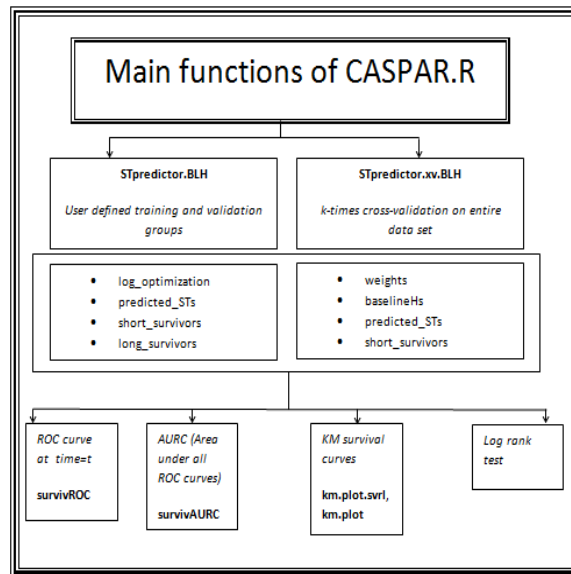 Main functions of CASPAR.R
STpredictor.BLH
User defined training and validation
groups
STpredictor.xv.BLH
k-times cross-validation on entire
data set
• log_optimization
• predicted_STs
• short_survivors
• long_survivors
• weights
• baselineHs
• predicted_STs
• short_survivors
ROC curve
at time=t
survivROC
AURC (Area
under all
ROC curves)
survivAURC
KM survival
curves
km.plot.svrl,
km.plot
Log rank
test